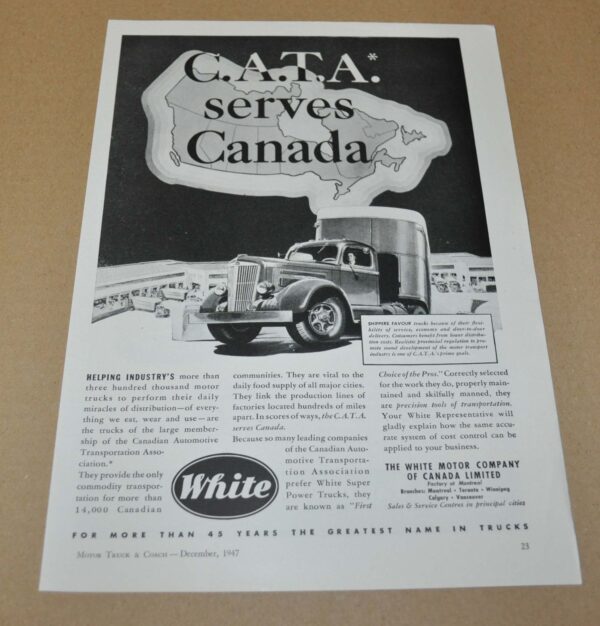 C.A.T.A.*
serves
Canada
SHIPPERS FAVOUR trucks because of their flexi-
bility of service, economy and door-to-door
delivery. Consumers benefit from lower distribu-
tion costs. Realistic provincial regulation to pro-
mote sound development of the motor transport
industry is one of C.A.T.A.'s prime goals.
HELPING INDUSTRY'S more than
three hundred thousand motor
trucks to perform their daily
miracles of distribution—of every-
thing we eat, wear and use—are
the trucks of the large member-
ship of the Canadian Automotive
Transportation Asso-
ciation.*
They provide the only
commodity transpor-
tation for more than
14,000 Canadian
communities. They are vital to the
daily food supply of all major cities.
They link the production lines of
factories located hundreds of miles
apart. In scores of ways, the C.A.T.A.
serves Canada.
Because so many leading companies
of the Canadian Auto-
motive Transporta-
tion Association
prefer White Super
Power Trucks, they
are known as "First
Choice of the Pros." Correctly selected
for the work they do, properly main-
tained and skilfully manned, they
are precision tools of transportation.
Your White Representative will
gladly explain how the same accu-
rate system of cost control can be
applied to your business.
White
THE WHITE MOTOR COMPANY
OF CANADA LIMITED
Factory at Montreal
Branches: Montreal • Toronto • Winnipeg
Calgary • Vancouver
Sales & Service Centres in principal cities
FOR MORE THAN 45 YEARS THE GREATEST NAME IN TRUCKS
MOTOR TRUCK & COACH — December, 1947
25